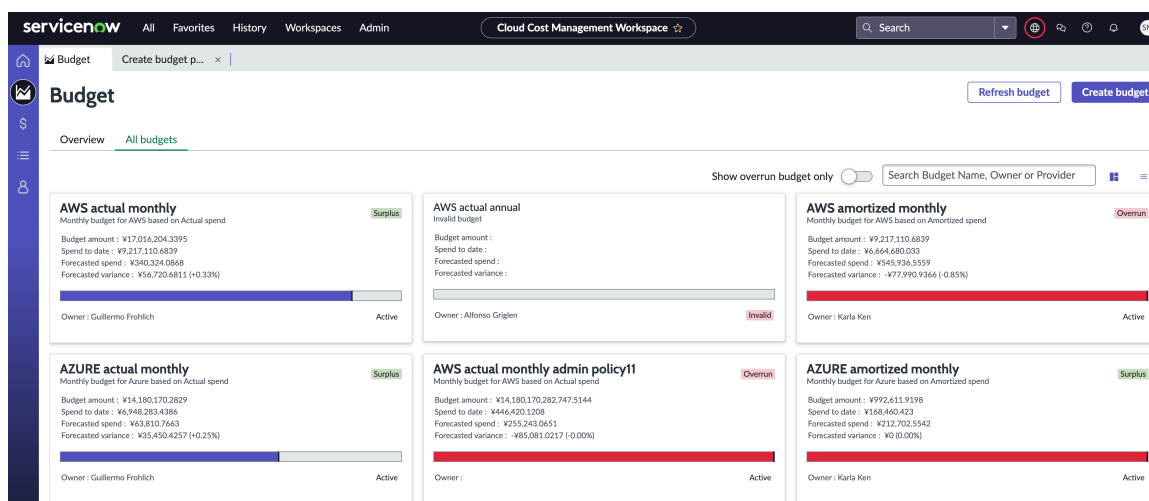 servicenow All Favorites History Workspaces Admin Cloud Cost Management Workspace Search
Budget Create budget p... ×
Budget Refresh budget Create budget
Overview All budgets
Show overrun budget only Search Budget Name, Owner or Provider
AWS actual monthly Surplus
Monthly budget for AWS based on Actual spend
Budget amount : ¥17,016,204.3395
Spend to date : ¥9,217,110.6839
Forecasted spend : ¥340,324.0868
Forecasted variance : ¥56,720.6811 (+0.33%)
Owner : Guillermo Frohlich Active
AWS actual annual
Invalid budget
Budget amount :
Spend to date :
Forecasted spend :
Forecasted variance :
Owner : Alfonso Griglen Invalid
AWS amortized monthly Overrun
Monthly budget for AWS based on Amortized spend
Budget amount : ¥9,217,110.6839
Spend to date : ¥6,664,680.033
Forecasted spend : ¥545,936.5559
Forecasted variance : -¥77,990.9366 (-0.85%)
Owner : Karla Ken Active
AZURE actual monthly Surplus
Monthly budget for Azure based on Actual spend
Budget amount : ¥14,180,170.2829
Spend to date : ¥6,948,283.4386
Forecasted spend : ¥63,810.7663
Forecasted variance : ¥35,450.4257 (+0.25%)
Owner : Guillermo Frohlich Active
AWS actual monthly admin policy11 Overrun
Monthly budget for AWS based on Actual spend
Budget amount : ¥14,180,170,282,747.5144
Spend to date : ¥446,420.1208
Forecasted spend : ¥255,243.0651
Forecasted variance : -¥85,081.0217 (-0.00%)
Owner : Active
AZURE amortized monthly Surplus
Monthly budget for Azure based on Amortized spend
Budget amount : ¥992,611.9198
Spend to date : ¥168,460.423
Forecasted spend : ¥212,702.5542
Forecasted variance : ¥0 (0.00%)
Owner : Karla Ken Active